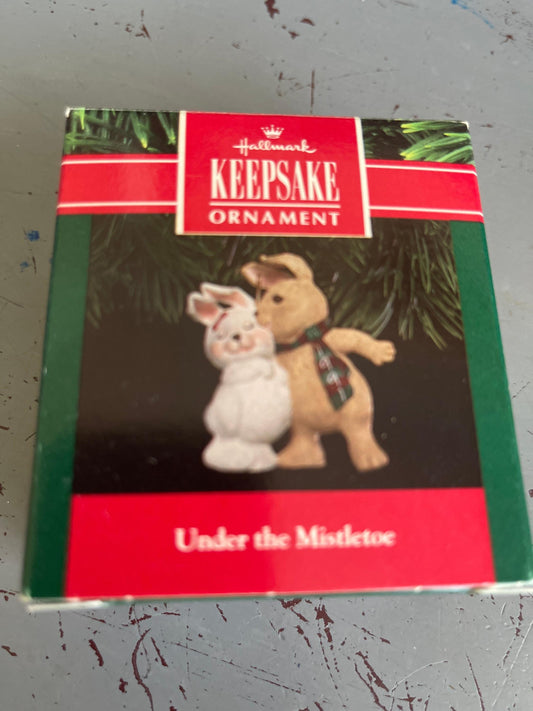 Hallmark
KEEPSAKE
ORNAMENT
Under the Mistletoe